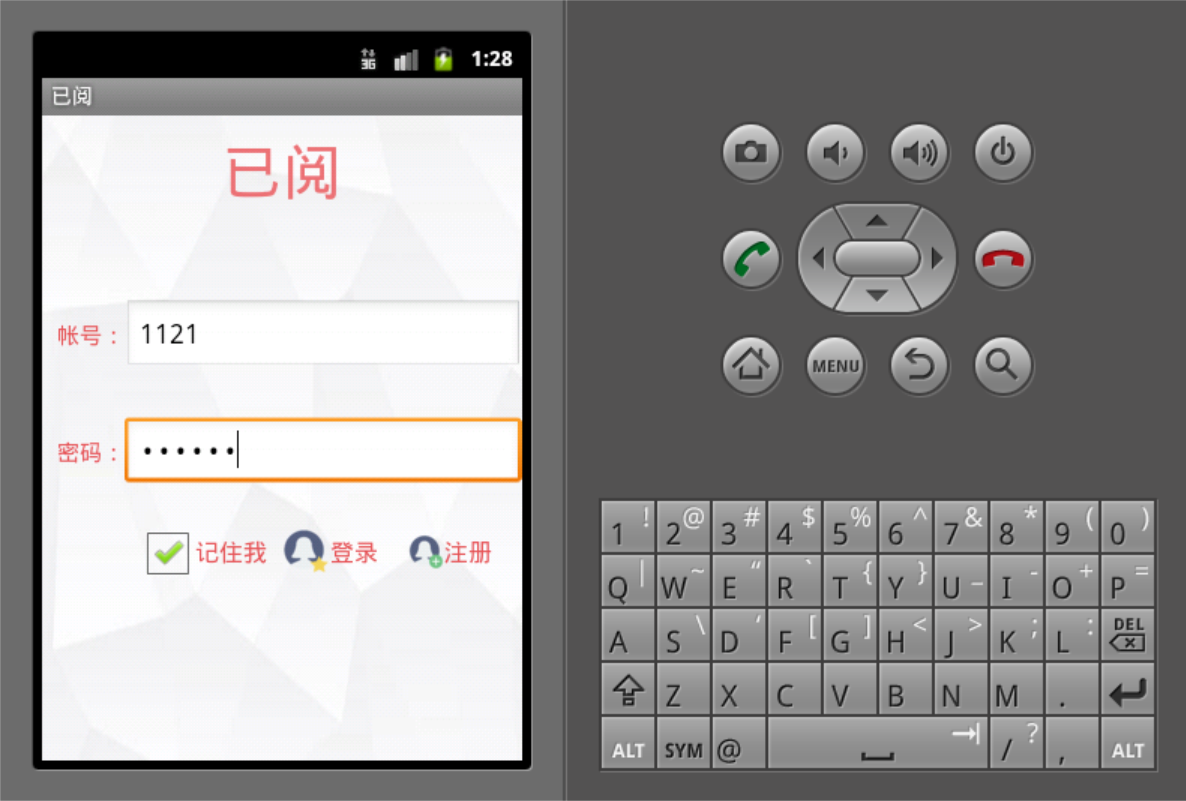 3G 1:28
已阅
已阅
帐号：1121
密码：••••••
记住我 登录 注册
MENU
1 ! 2 @ 3 # 4 $ 5 % 6 ^ 7 & 8 * 9 ( 0 )
Q | W ~ E “ R ` T { Y } U _ I - O + P =
A S \ D ‘ F [ G ] H < J > K ; L : DEL
Z X C V B N M .
ALT SYM @ / ? , ALT